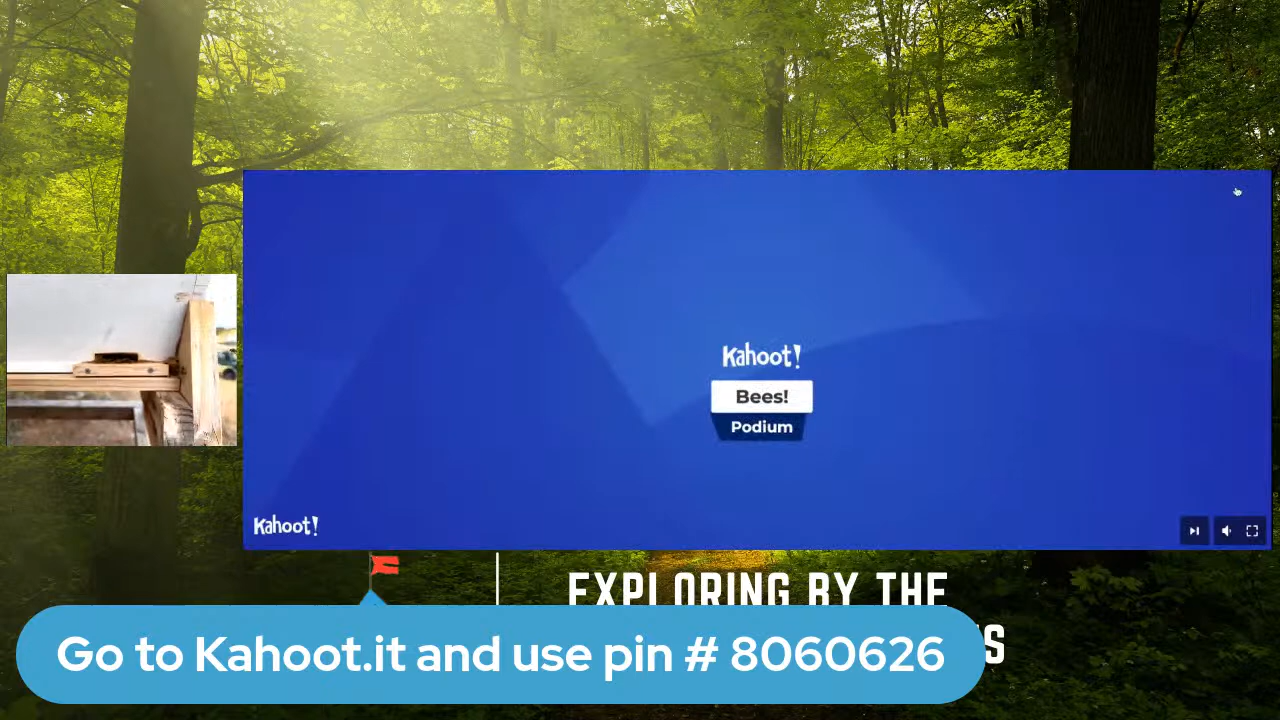 Kahoot!
Bees!
Podium
Kahoot!
EXPLORING BY THE
S
Go to Kahoot.it and use pin # 8060626